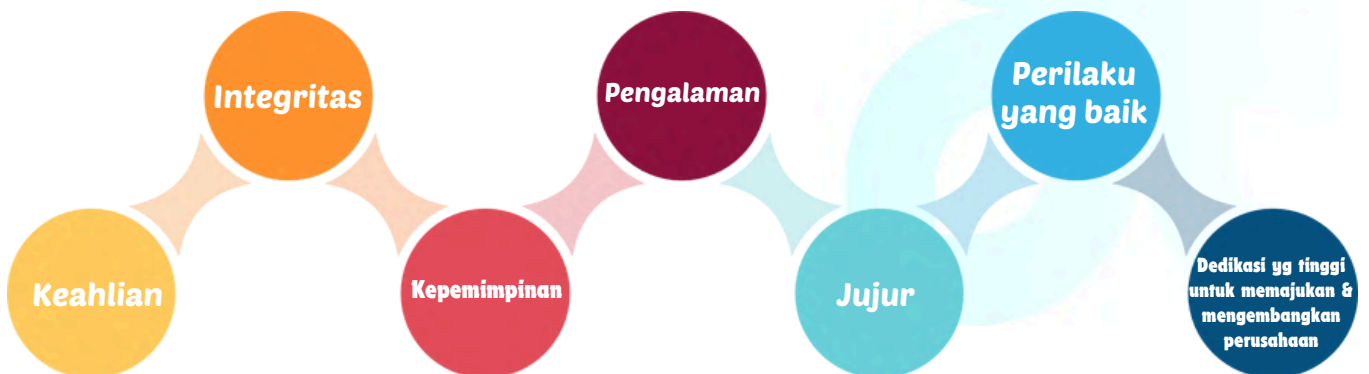 Keahlian
Integritas
Kepemimpinan
Pengalaman
Jujur
Perilaku
yang baik
Dedikasi yg tinggi
untuk memajukan &
mengembangkan
perusahaan